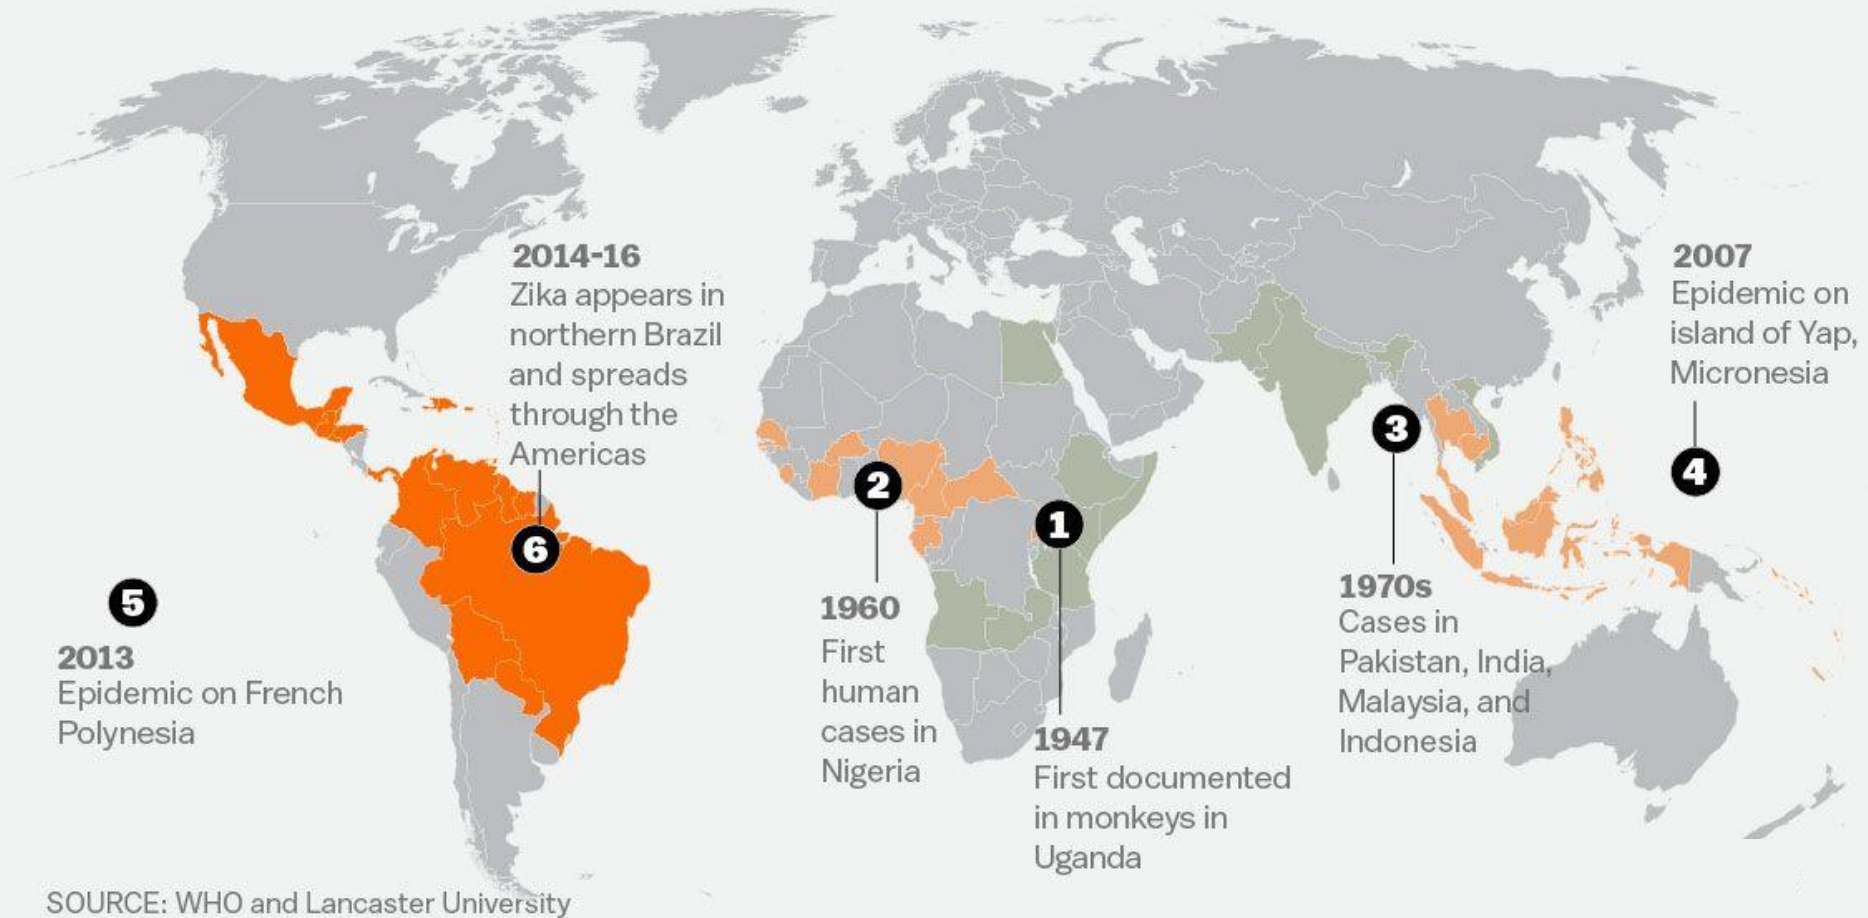 2014-16
Zika appears in
northern Brazil
and spreads
through the
Americas
6
5
2013
Epidemic on French
Polynesia
2
1960
First
human
cases in
Nigeria
1
1947
First documented
in monkeys in
Uganda
3
1970s
Cases in
Pakistan, India,
Malaysia, and
Indonesia
2007
Epidemic on
island of Yap,
Micronesia
4
SOURCE: WHO and Lancaster University